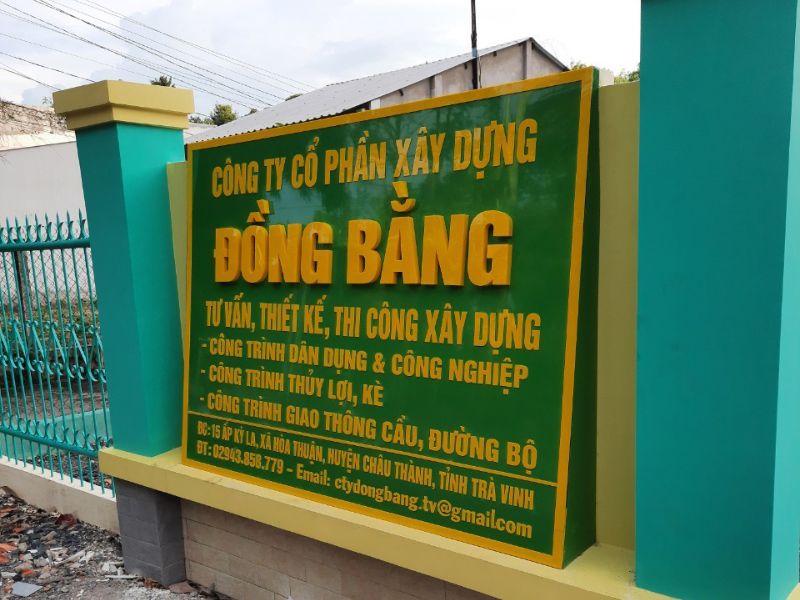 CÔNG TY CỔ PHẦN XÂY DỰNG
ĐỒNG BẰNG
TƯ VẤN, THIẾT KẾ, THI CÔNG XÂY DỰNG
- CÔNG TRÌNH DÂN DỤNG & CÔNG NGHIỆP
- CÔNG TRÌNH THỦY LỢI, KÈ
- CÔNG TRÌNH GIAO THÔNG CẦU, ĐƯỜNG BỘ
ĐC: 15 ẤP KỲ LA, XÃ HÒA THUẬN, HUYỆN CHÂU THÀNH, TỈNH TRÀ VINH
ĐT: 02943.858.779 - Email: ctydongbang.tv@gmail.com